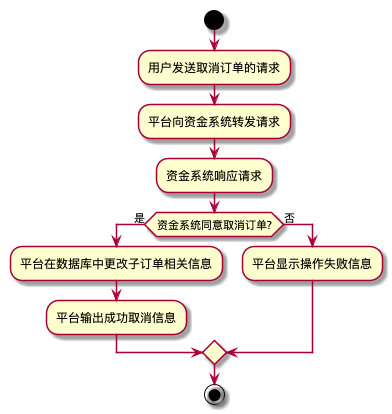 用户发送取消订单的请求
平台向资金系统转发请求
资金系统响应请求
资金系统同意取消订单?
是
否
平台在数据库中更改子订单相关信息
平台显示操作失败信息
平台输出成功取消信息